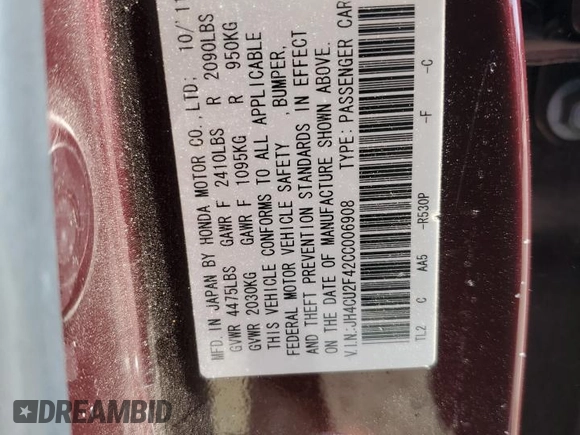 MFD. IN JAPAN BY HONDA MOTOR CO., LTD; 10/'11
GVWR 4475LBS GAWR F 2410LBS R 2090LBS
GVWR 2030KG GAWR F 1095KG R 950KG
THIS VEHICLE CONFORMS TO ALL APPLICABLE
FEDERAL MOTOR VEHICLE SAFETY , BUMPER,
AND THEFT PREVENTION STANDARDS IN EFFECT
ON THE DATE OF MANUFACTURE SHOWN ABOVE.
V.I.N.:JH4CU2F42CC006908 TYPE: PASSENGER CAR
TL2 C AA5 -R530P -F -C
DREAMBID